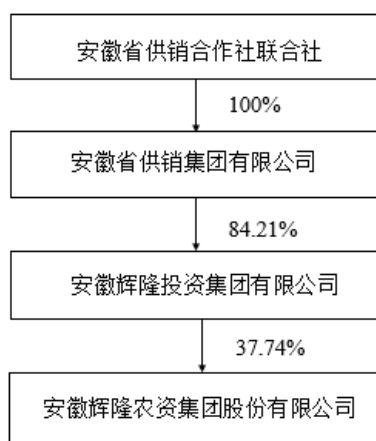 安徽省供销合作社联合社
100%
安徽省供销集团有限公司
84.21%
安徽辉隆投资集团有限公司
37.74%
安徽辉隆农资集团股份有限公司